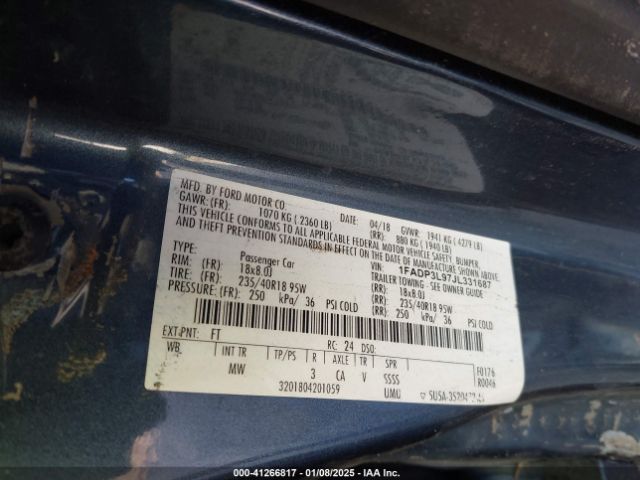 MFD. BY FORD MOTOR CO.
DATE: 04/18 GVWR: 1941 KG ( 4279 LB)
GAWR:(FR): 1070 KG ( 2360 LB) (RR): 880 KG ( 1940 LB)
THIS VEHICLE CONFORMS TO ALL APPLICABLE FEDERAL MOTOR VEHICLE SAFETY, BUMPER,
AND THEFT PREVENTION STANDARDS IN EFFECT ON THE DATE OF MANUFACTURE SHOWN ABOVE.
VIN: 1FADP3L97JL331687
TYPE: Passenger Car TRAILER TOWING - SEE OWNER GUIDE
RIM: (FR) 18x8.0J (RR) 18x8.0J
TIRE: (FR) 235/40R18 95W (RR) 235/40R18 95W
PRESSURE: (FR) 250 kPa/ 36 PSI COLD (RR) 250 kPa/ 36 PSI COLD
EXT PNT: FT RC: 24 DSO:
WB INT TR TP/PS R AXLE TR SPR F0176
MW 3 CA V SSSS R0046
3201804201059 UMO
000-41266817 \ 01/08/2025 \ IAA Inc.